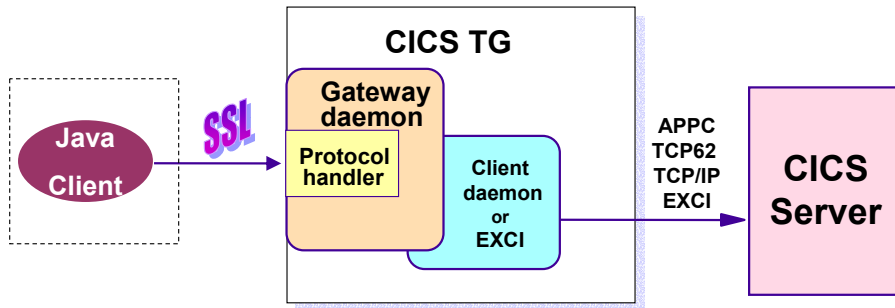 CICS TG
Java
Client
SSL
Gateway
daemon
Protocol
handler
Client
daemon
or
EXCI
APPC
TCP62
TCP/IP
EXCI
CICS
Server